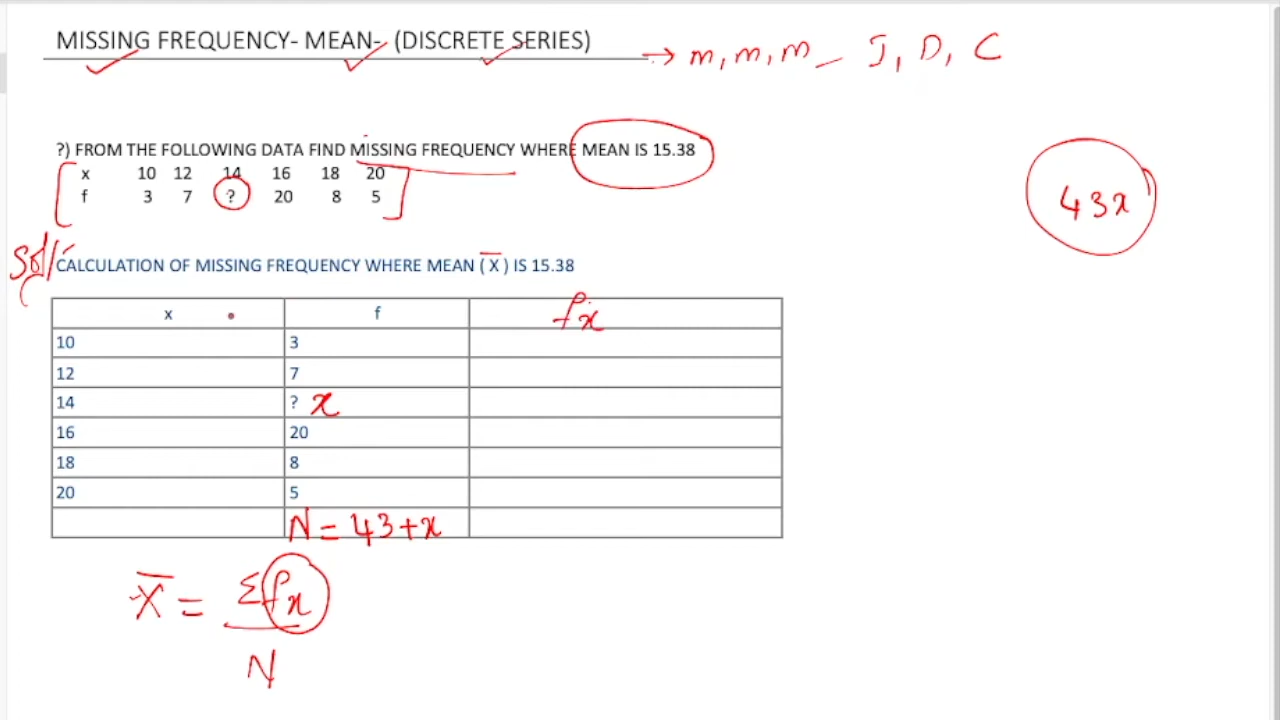 MISSING FREQUENCY- MEAN- (DISCRETE SERIES) → m, m, m – I, D, C
?) FROM THE FOLLOWING DATA FIND MISSING FREQUENCY WHERE MEAN IS 15.38
x 10 12 14 16 18 20
f 3 7 ? 20 8 5
43x
Sol/:
CALCULATION OF MISSING FREQUENCY WHERE MEAN ( X̅ ) IS 15.38
x f fx
10 3
12 7
14 ? x
16 20
18 8
20 5
N = 43+x
X̅ = Σfx
N